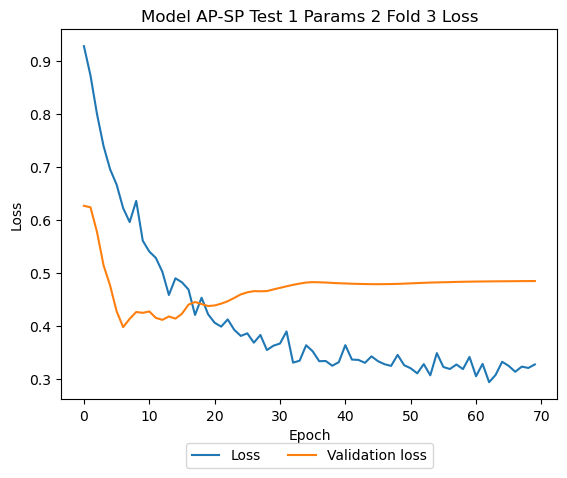 Model AP-SP Test 1 Params 2 Fold 3 Loss
Loss
0.9
0.8
0.7
0.6
0.5
0.4
0.3
0 10 20 30 40 50 60 70
Epoch
Loss Validation loss